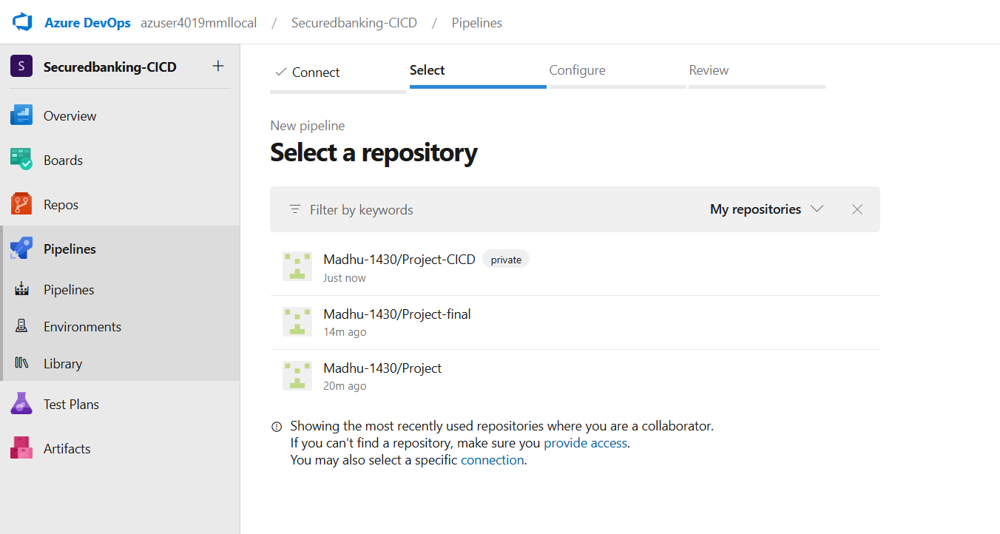 Azure DevOps azuser4019mmllocal / Securedbanking-CICD / Pipelines
S Securedbanking-CICD +
Overview
Boards
Repos
Pipelines
Pipelines
Environments
Library
Test Plans
Artifacts
Connect Select Configure Review
New pipeline
Select a repository
Filter by keywords My repositories
Madhu-1430/Project-CICD private
Just now
Madhu-1430/Project-final
14m ago
Madhu-1430/Project
20m ago
Showing the most recently used repositories where you are a collaborator.
If you can't find a repository, make sure you provide access.
You may also select a specific connection.